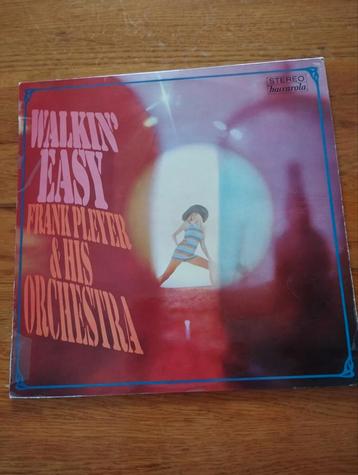 WALKIN'
EASY
FRANK PLEYER
& HIS
ORCHESTRA
STEREO
baccarola